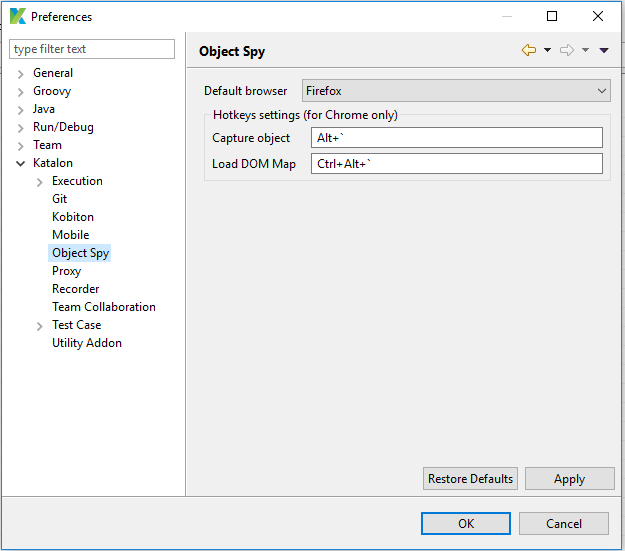 Preferences
type filter text
General
Groovy
Java
Run/Debug
Team
Katalon
Execution
Git
Kobiton
Mobile
Object Spy
Proxy
Recorder
Team Collaboration
Test Case
Utility Addon
Object Spy
Default browser Firefox
Hotkeys settings (for Chrome only)
Capture object Alt+`
Load DOM Map Ctrl+Alt+`
Restore Defaults Apply
OK Cancel